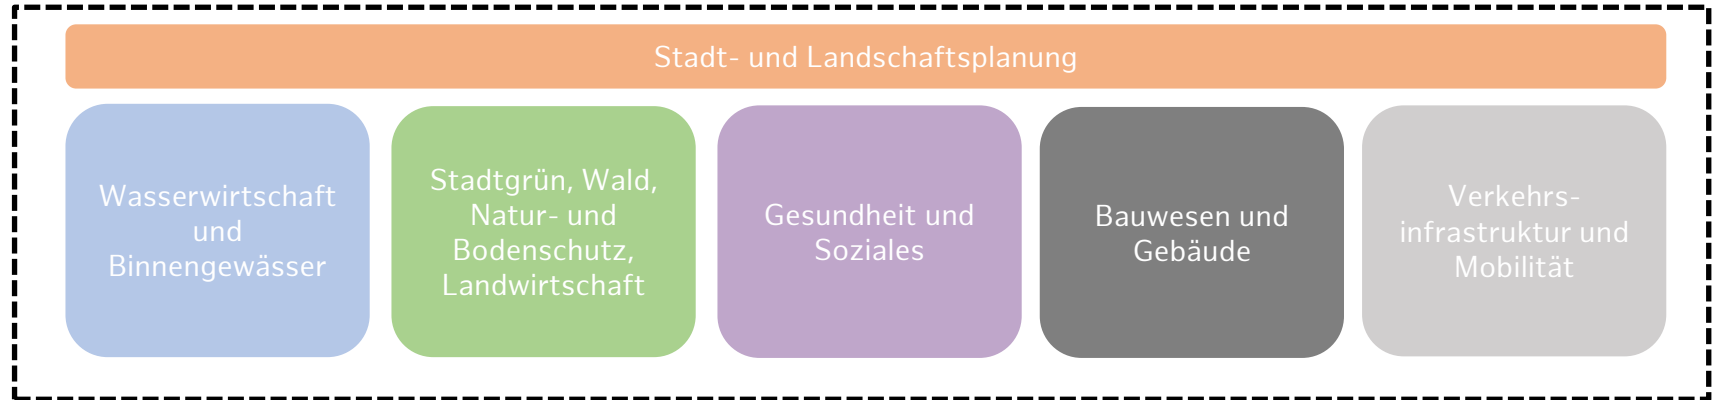 Stadt- und Landschaftsplanung
Wasserwirtschaft
und
Binnengewässer
Stadtgrün, Wald,
Natur- und
Bodenschutz,
Landwirtschaft
Gesundheit und
Soziales
Bauwesen und
Gebäude
Verkehrs-
infrastruktur und
Mobilität